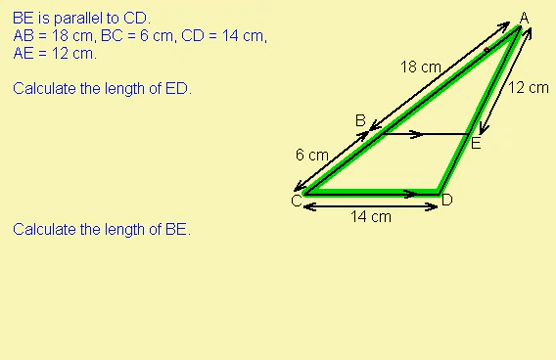 BE is parallel to CD.
AB = 18 cm, BC = 6 cm, CD = 14 cm,
AE = 12 cm.
Calculate the length of ED.
A
18 cm
12 cm
B
E
6 cm
C
D
14 cm
Calculate the length of BE.